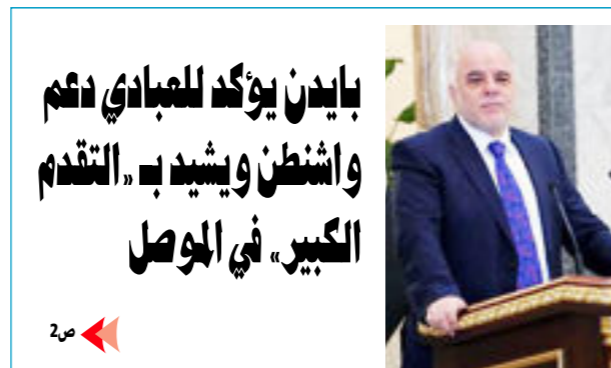 بايدن يؤكد للعبادي دعم
واشنطن ويشيد بـ «التقدم
الكبير» في الموصل
ص2